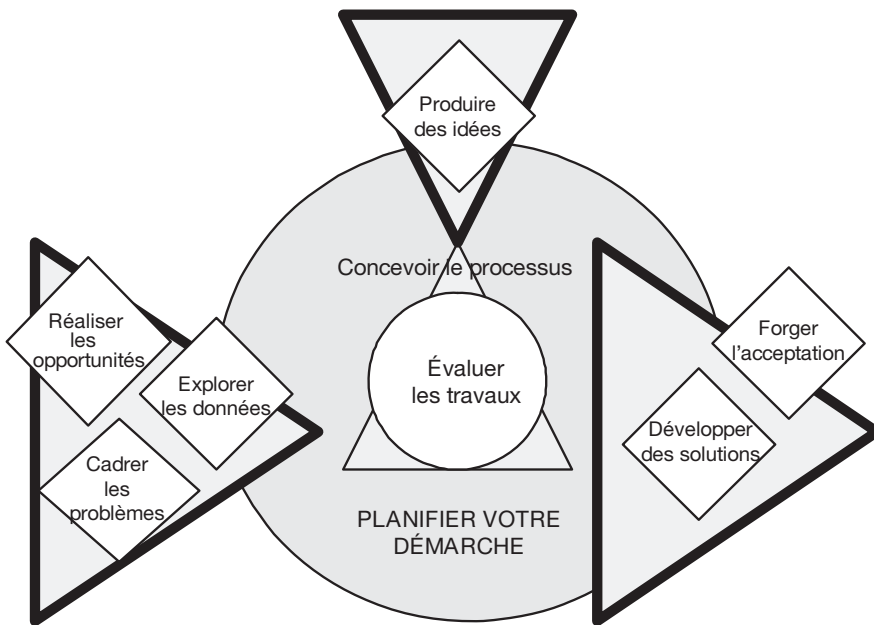 Produire
des idées
Concevoir le processus
Réaliser
les
opportunités
Explorer
les données
Cadrer
les
problèmes
Évaluer
les travaux
Forger
l'acceptation
Développer
des solutions
PLANIFIER VOTRE
DÉMARCHE